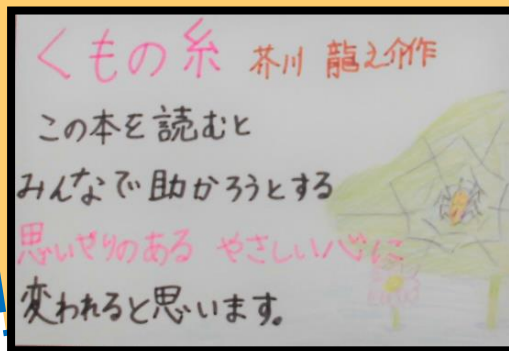 くもの糸 芥川 龍之介作
この本を読むと
みんなで助かろうとする
思いやりのある やさしい心に
変われると思います。